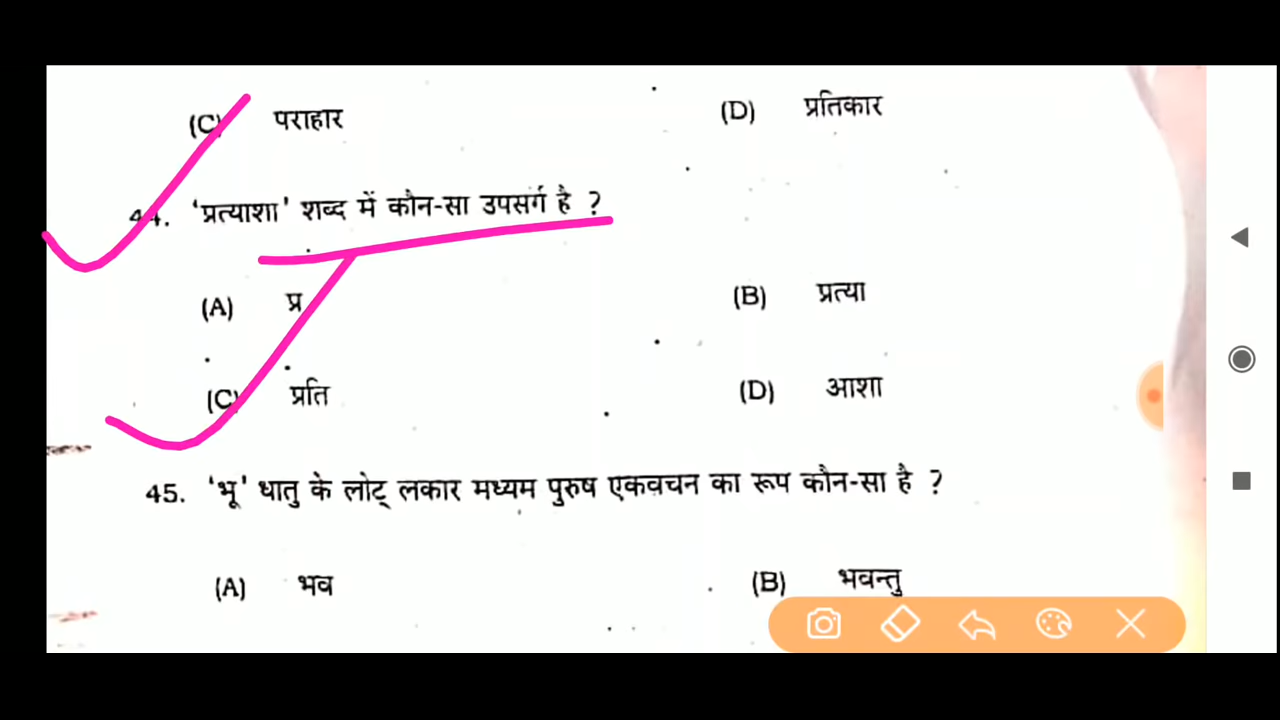 (C) पराहार (D) प्रतिकार
44. 'प्रत्याशा' शब्द में कौन-सा उपसर्ग है ?
(A) प्र (B) प्रत्या
(C) प्रति (D) आशा
45. 'भू' धातु के लोट् लकार मध्यम पुरुष एकवचन का रूप कौन-सा है ?
(A) भव (B) भवन्तु